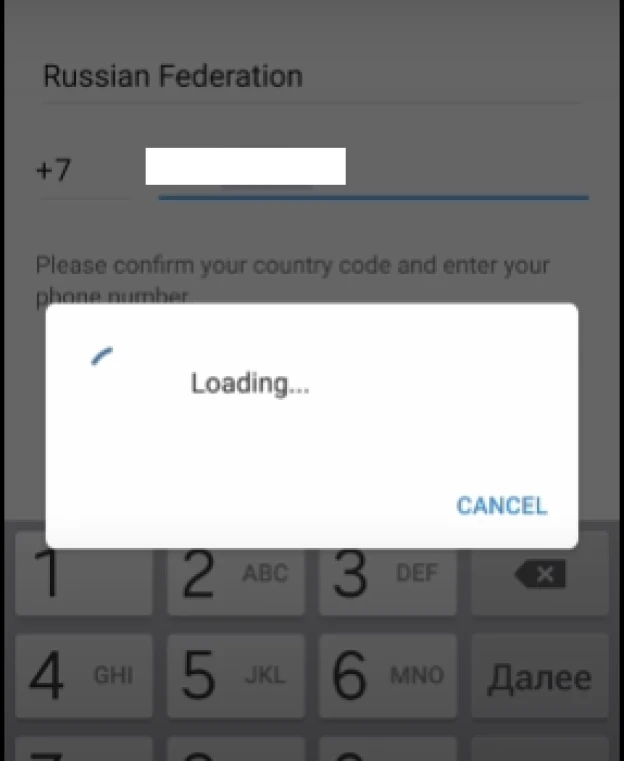 Russian Federation
+7
Please confirm your country code and enter your
phone number
Loading...
CANCEL
1 2 ABC 3 DEF
4 GHI 5 JKL 6 MNO Далее